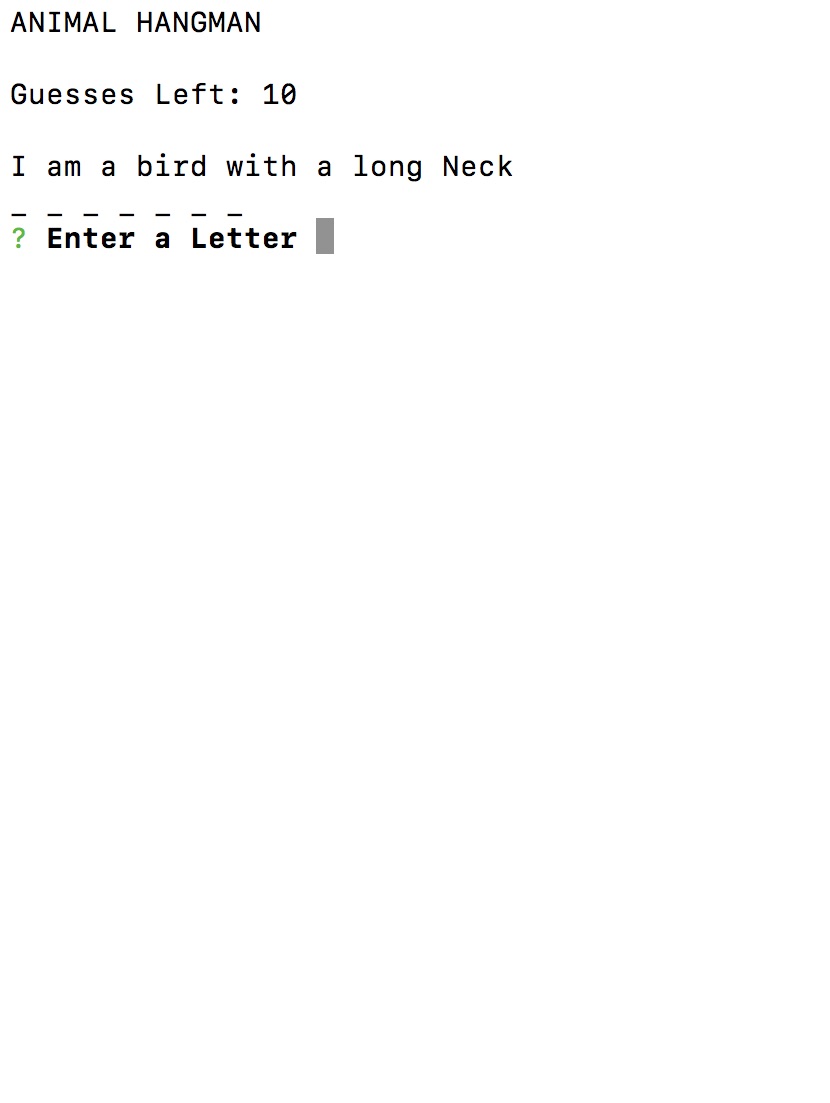 ANIMAL HANGMAN
Guesses Left: 10
I am a bird with a long Neck
_ _ _ _ _ _ _
? Enter a Letter